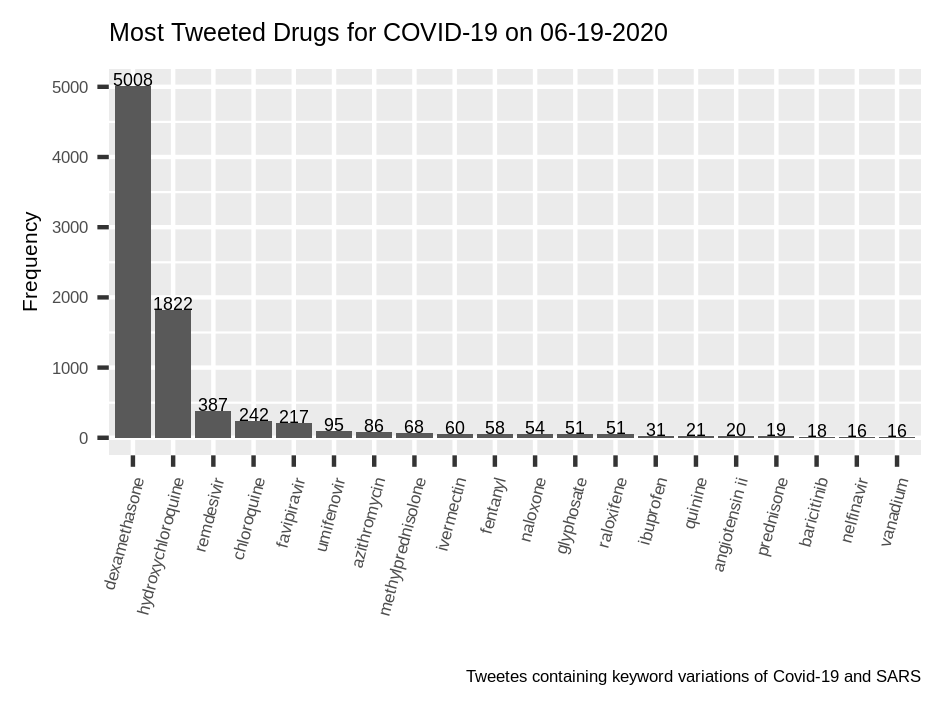 Most Tweeted Drugs for COVID-19 on 06-19-2020
Frequency
5000
4000
3000
2000
1000
0
5008
1822
387
242
217
95
86
68
60
58
54
51
51
31
21
20
19
18
16
16
dexamethasone
hydroxychloroquine
remdesivir
chloroquine
favipiravir
umifenovir
azithromycin
methylprednisolone
ivermectin
fentanyl
naloxone
glyphosate
raloxifene
ibuprofen
quinine
angiotensin ii
prednisone
baricitinib
nelfinavir
vanadium
Tweetes containing keyword variations of Covid-19 and SARS